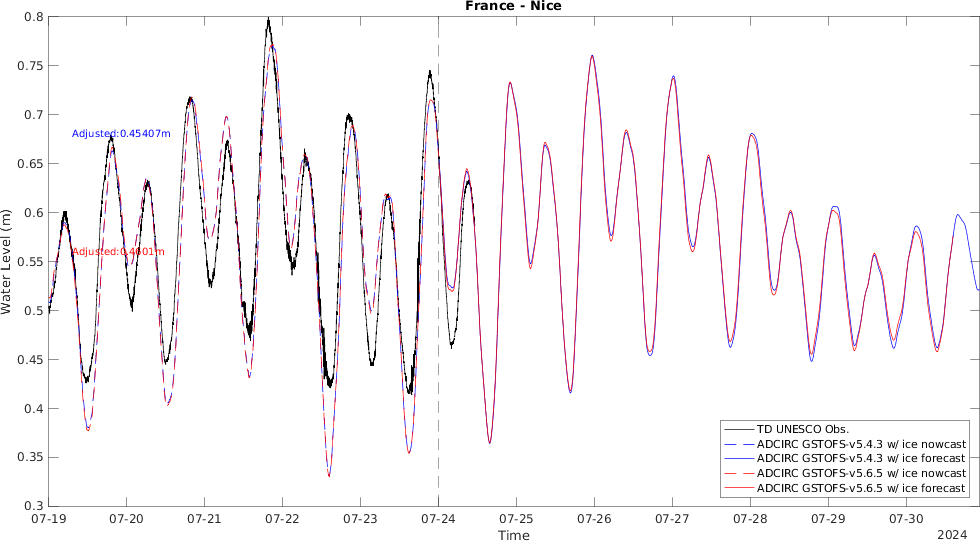 France - Nice
Water Level (m)
0.8
0.75
0.7
0.65
0.6
0.55
0.5
0.45
0.4
0.35
0.3
Adjusted:0.45407m
Adjusted:0.4601m
TD UNESCO Obs.
ADCIRC GSTOFS-v5.4.3 w/ ice nowcast
ADCIRC GSTOFS-v5.4.3 w/ ice forecast
ADCIRC GSTOFS-v5.6.5 w/ ice nowcast
ADCIRC GSTOFS-v5.6.5 w/ ice forecast
07-19 07-20 07-21 07-22 07-23 07-24 07-25 07-26 07-27 07-28 07-29 07-30
Time
2024